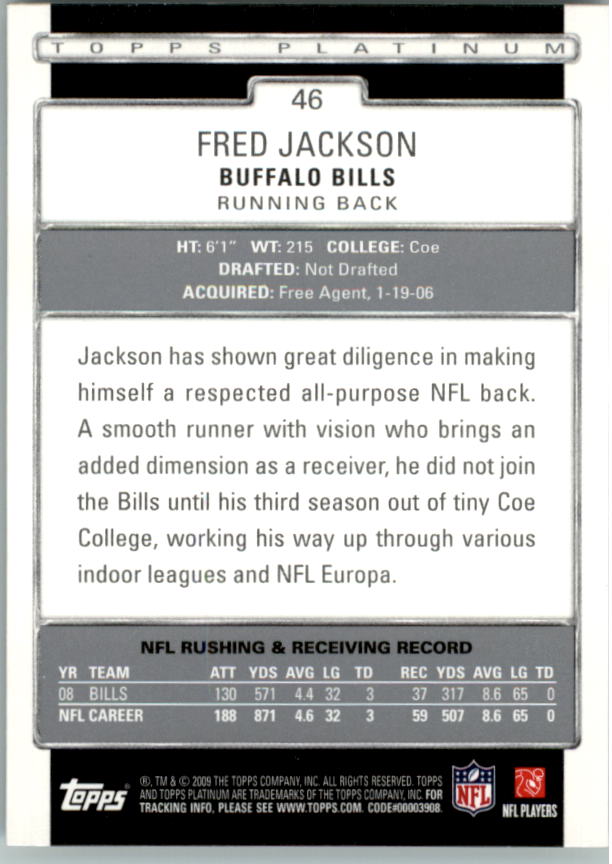 TOPPS PLATINUM
46
FRED JACKSON
BUFFALO BILLS
RUNNING BACK
HT: 6'1" WT: 215 COLLEGE: Coe
DRAFTED: Not Drafted
ACQUIRED: Free Agent, 1-19-06
Jackson has shown great diligence in making
himself a respected all-purpose NFL back.
A smooth runner with vision who brings an
added dimension as a receiver, he did not join
the Bills until his third season out of tiny Coe
College, working his way up through various
indoor leagues and NFL Europa.
NFL RUSHING & RECEIVING RECORD
YR TEAM ATT YDS AVG LG TD REC YDS AVG LG TD
08 BILLS 130 571 4.4 32 3 37 317 8.6 65 0
NFL CAREER 188 871 4.6 32 3 59 507 8.6 65 0
Topps
®, TM & © 2009 THE TOPPS COMPANY, INC. ALL RIGHTS RESERVED. TOPPS
AND TOPPS PLATINUM ARE TRADEMARKS OF THE TOPPS COMPANY, INC. FOR
TRACKING INFO, PLEASE SEE WWW.TOPPS.COM. CODE#00003908.
NFL
NFL PLAYERS